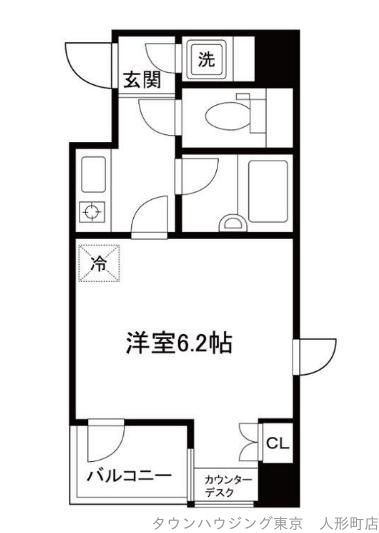 洗
玄関
冷
洋室6.2帖
CL
バルコニー
カウンター
デスク
タウンハウジング東京 人形町店